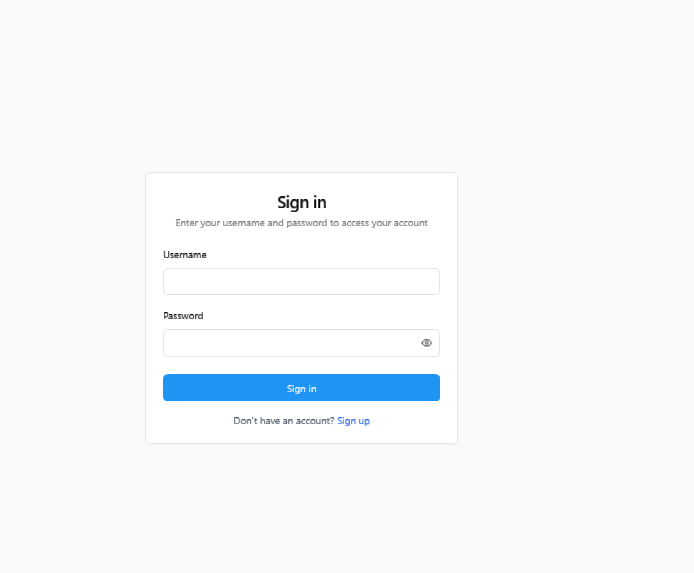 Sign in
Enter your username and password to access your account
Username
Password
Sign in
Don't have an account? Sign up